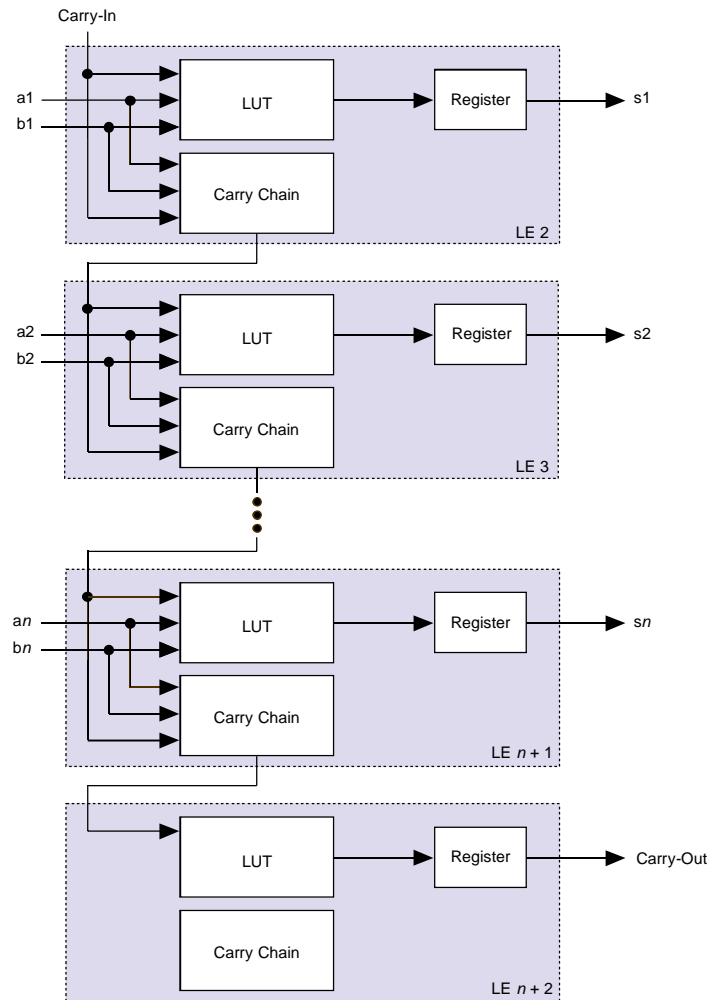 Carry-In
a1
b1
LUT
Register
s1
Carry Chain
LE 2
a2
b2
LUT
Register
s2
Carry Chain
LE 3
an
bn
LUT
Register
sn
Carry Chain
LE n + 1
LUT
Register
Carry-Out
Carry Chain
LE n + 2